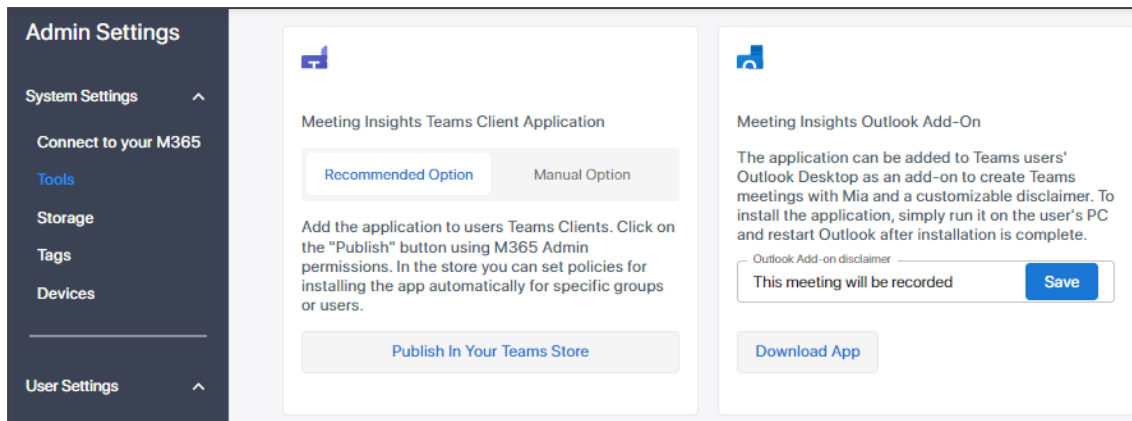 Admin Settings
System Settings
Connect to your M365
Tools
Storage
Tags
Devices
User Settings
T
Meeting Insights Teams Client Application
Recommended Option
Manual Option
Add the application to users Teams Clients. Click on
the "Publish" button using M365 Admin
permissions. In the store you can set policies for
installing the app automatically for specific groups
or users.
Publish In Your Teams Store
Meeting Insights Outlook Add-On
The application can be added to Teams users'
Outlook Desktop as an add-on to create Teams
meetings with Mia and a customizable disclaimer. To
install the application, simply run it on the user's PC
and restart Outlook after installation is complete.
Outlook Add-on disclaimer
This meeting will be recorded
Save
Download App